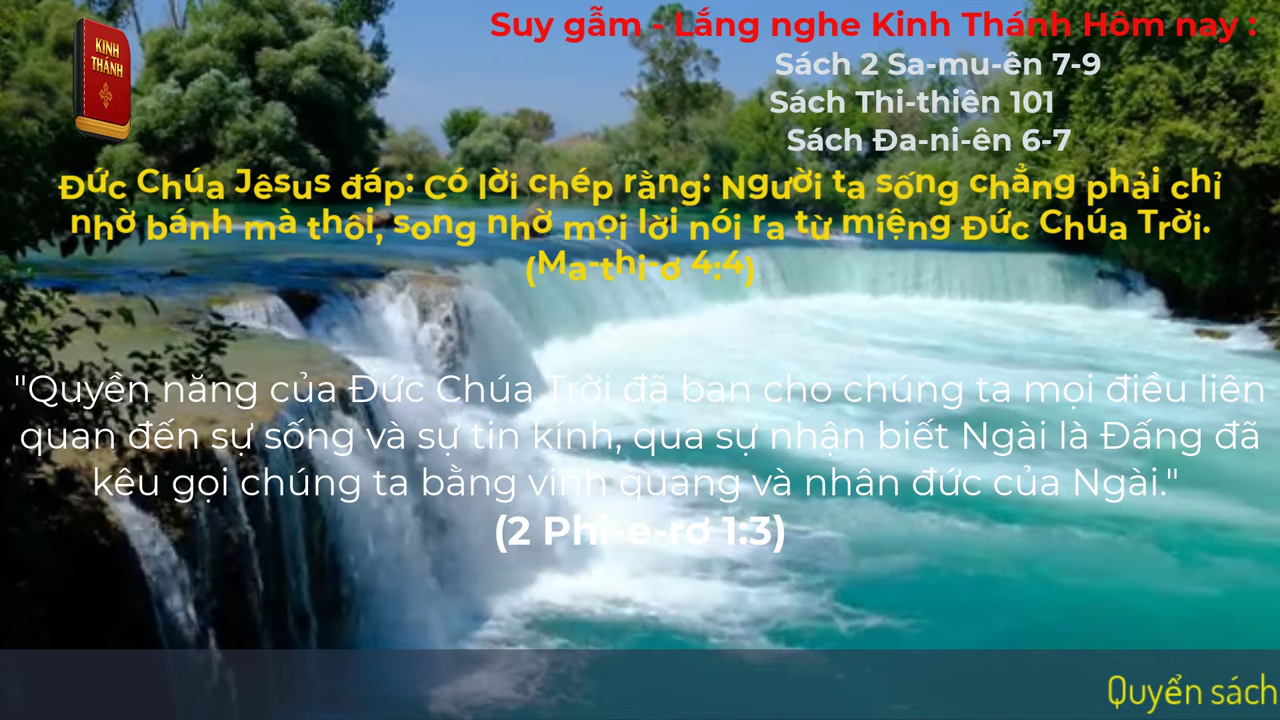 KINH
THÁNH
Suy gẫm - Lắng nghe Kinh Thánh Hôm nay :
Sách 2 Sa-mu-ên 7-9
Sách Thi-thiên 101
Sách Đa-ni-ên 6-7
Đức Chúa Jêsus đáp: Có lời chép rằng: Người ta sống chẳng phải chỉ
nhờ bánh mà thôi, song nhờ mọi lời nói ra từ miệng Đức Chúa Trời.
(Ma-thi-ơ 4:4)
"Quyền năng của Đức Chúa Trời đã ban cho chúng ta mọi điều liên
quan đến sự sống và sự tin kính, qua sự nhận biết Ngài là Đấng đã
kêu gọi chúng ta bằng vinh quang và nhân đức của Ngài."
(2 Phi-e-rơ 1:3)
Quyển sách